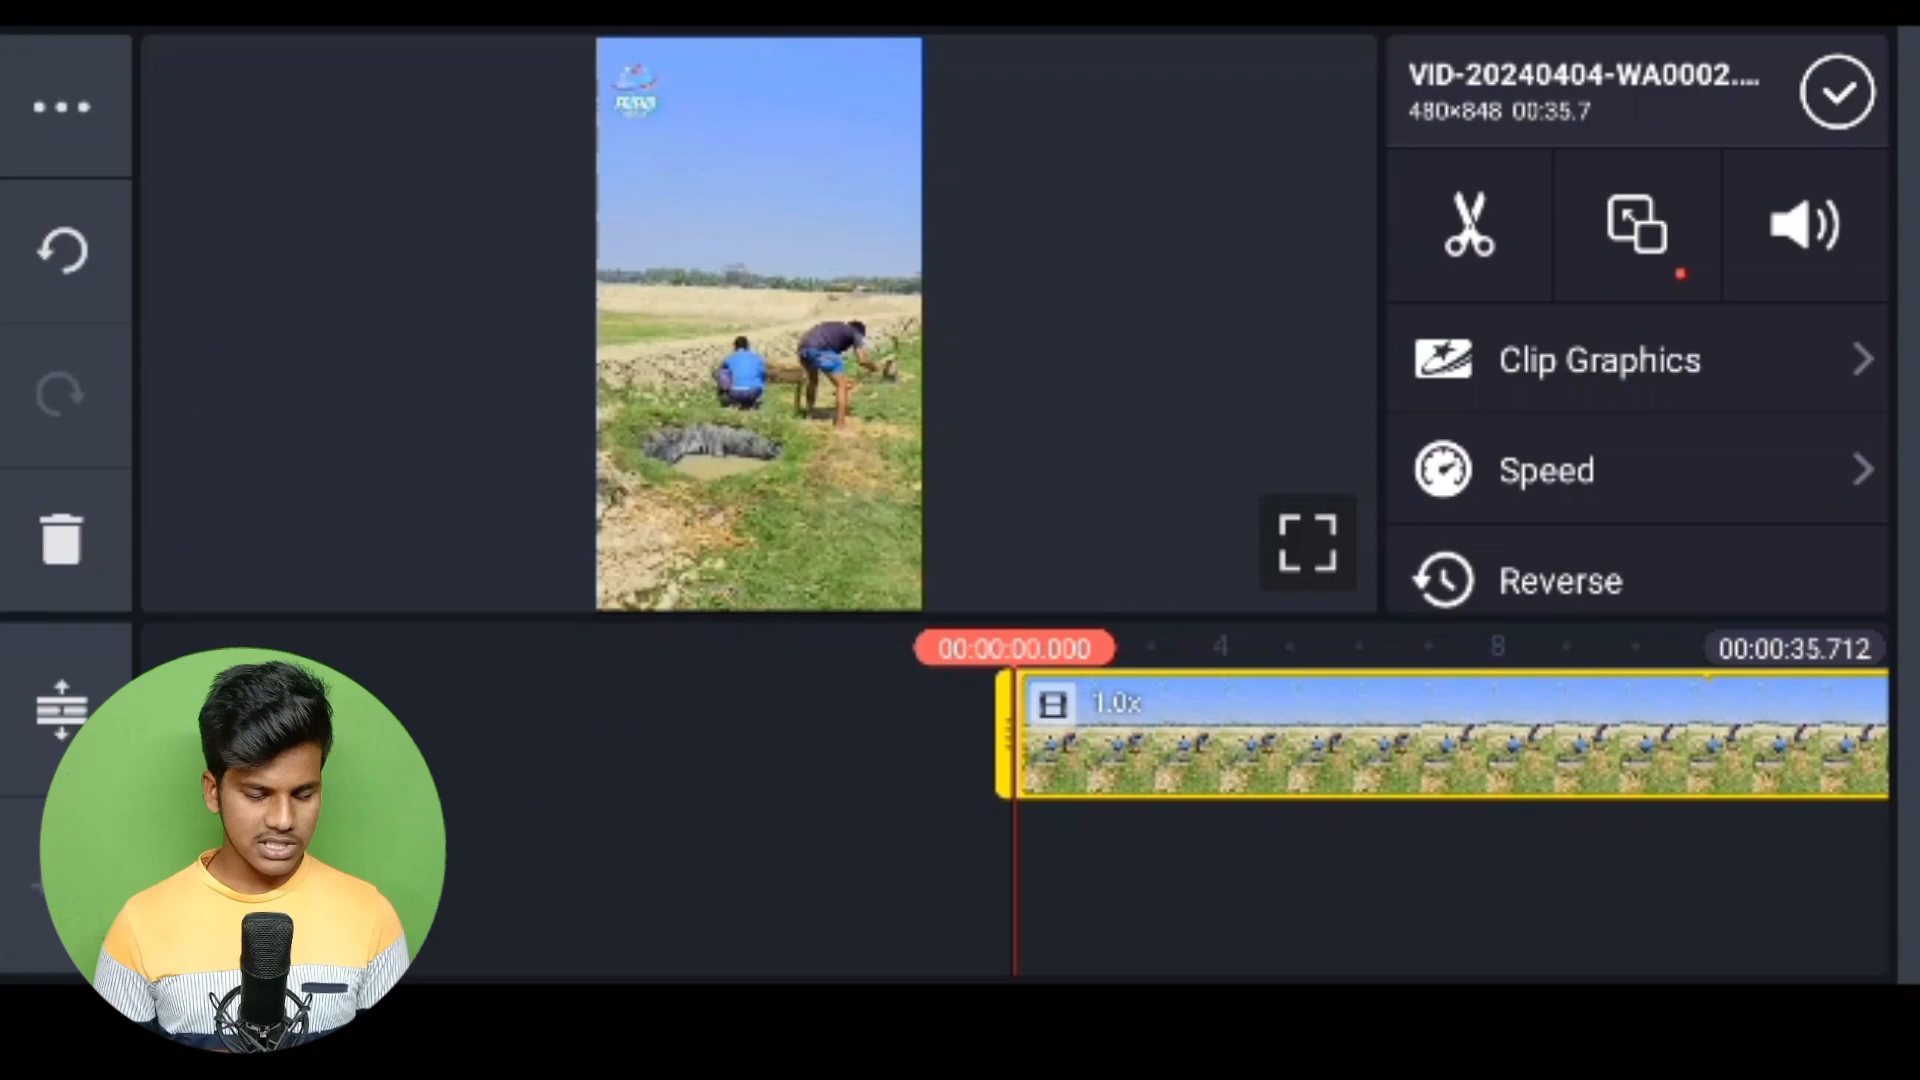 VID-20240404-WA0002....
480×848 00:35.7
Clip Graphics
Speed
Reverse
00:00:00.000
4
8
00:00:35.712
1.0x